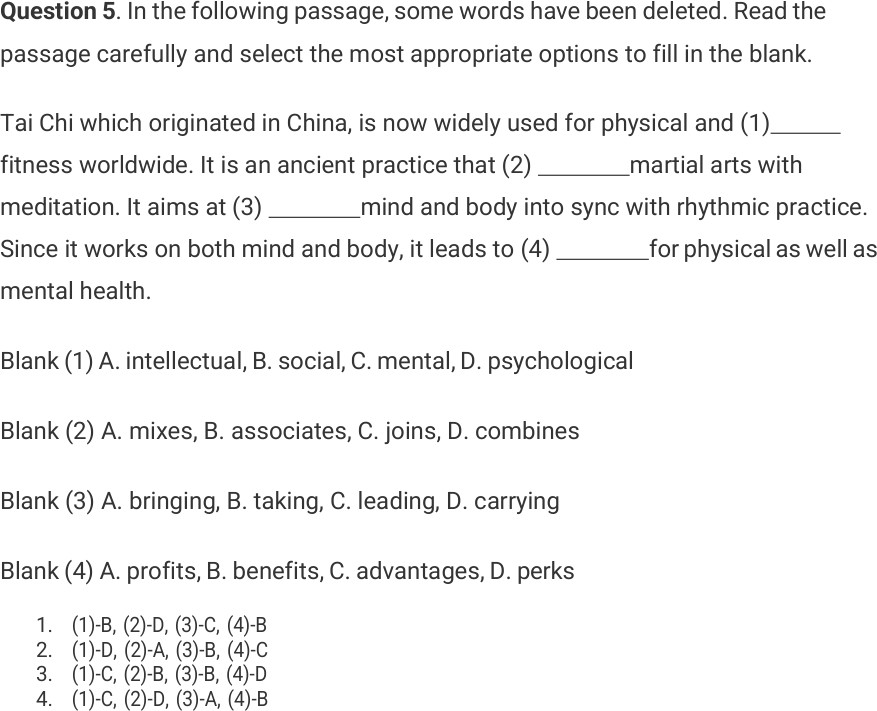 Question 5. In the following passage, some words have been deleted. Read the
passage carefully and select the most appropriate options to fill in the blank.
Tai Chi which originated in China, is now widely used for physical and (1)______
fitness worldwide. It is an ancient practice that (2) ________martial arts with
meditation. It aims at (3) ________mind and body into sync with rhythmic practice.
Since it works on both mind and body, it leads to (4) ________for physical as well as
mental health.
Blank (1) A. intellectual, B. social, C. mental, D. psychological
Blank (2) A. mixes, B. associates, C. joins, D. combines
Blank (3) A. bringing, B. taking, C. leading, D. carrying
Blank (4) A. profits, B. benefits, C. advantages, D. perks
1. (1)-B, (2)-D, (3)-C, (4)-B
2. (1)-D, (2)-A, (3)-B, (4)-C
3. (1)-C, (2)-B, (3)-B, (4)-D
4. (1)-C, (2)-D, (3)-A, (4)-B